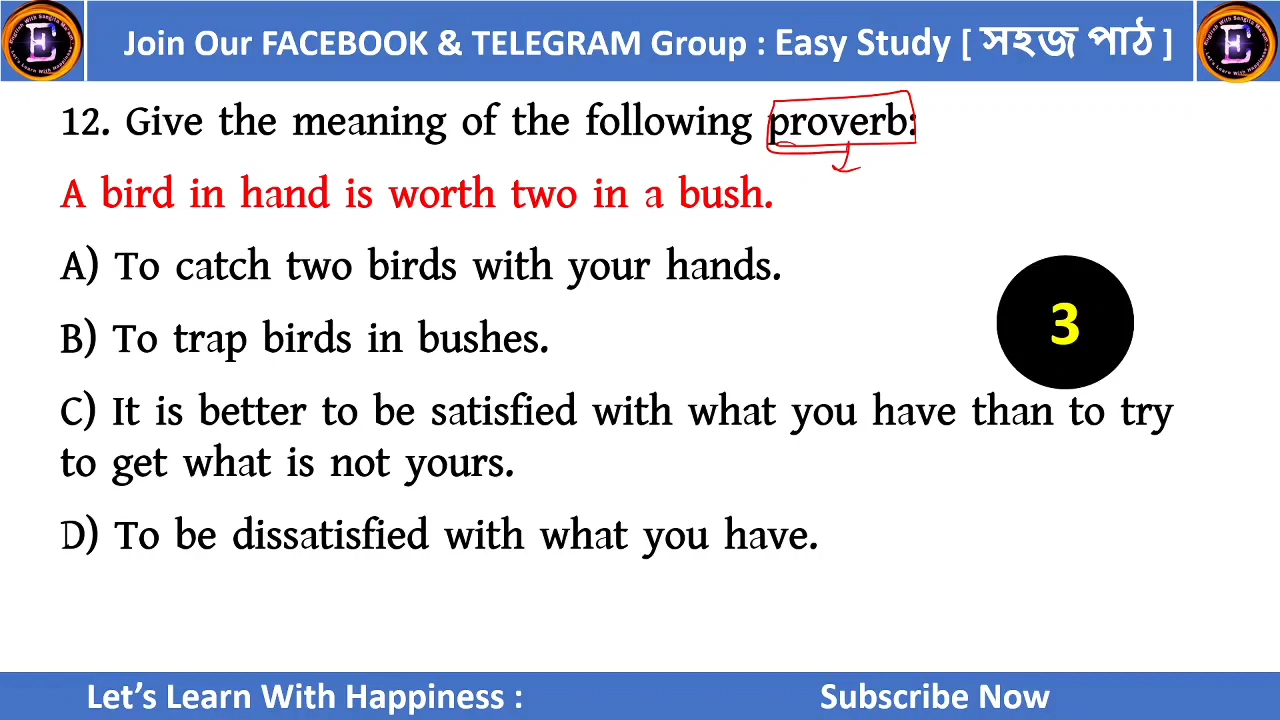 Join Our FACEBOOK & TELEGRAM Group : Easy Study [ সহজ পাঠ ]
12. Give the meaning of the following proverb:
A bird in hand is worth two in a bush.
A) To catch two birds with your hands.
3
B) To trap birds in bushes.
C) It is better to be satisfied with what you have than to try
to get what is not yours.
D) To be dissatisfied with what you have.
Let's Learn With Happiness :
Subscribe Now